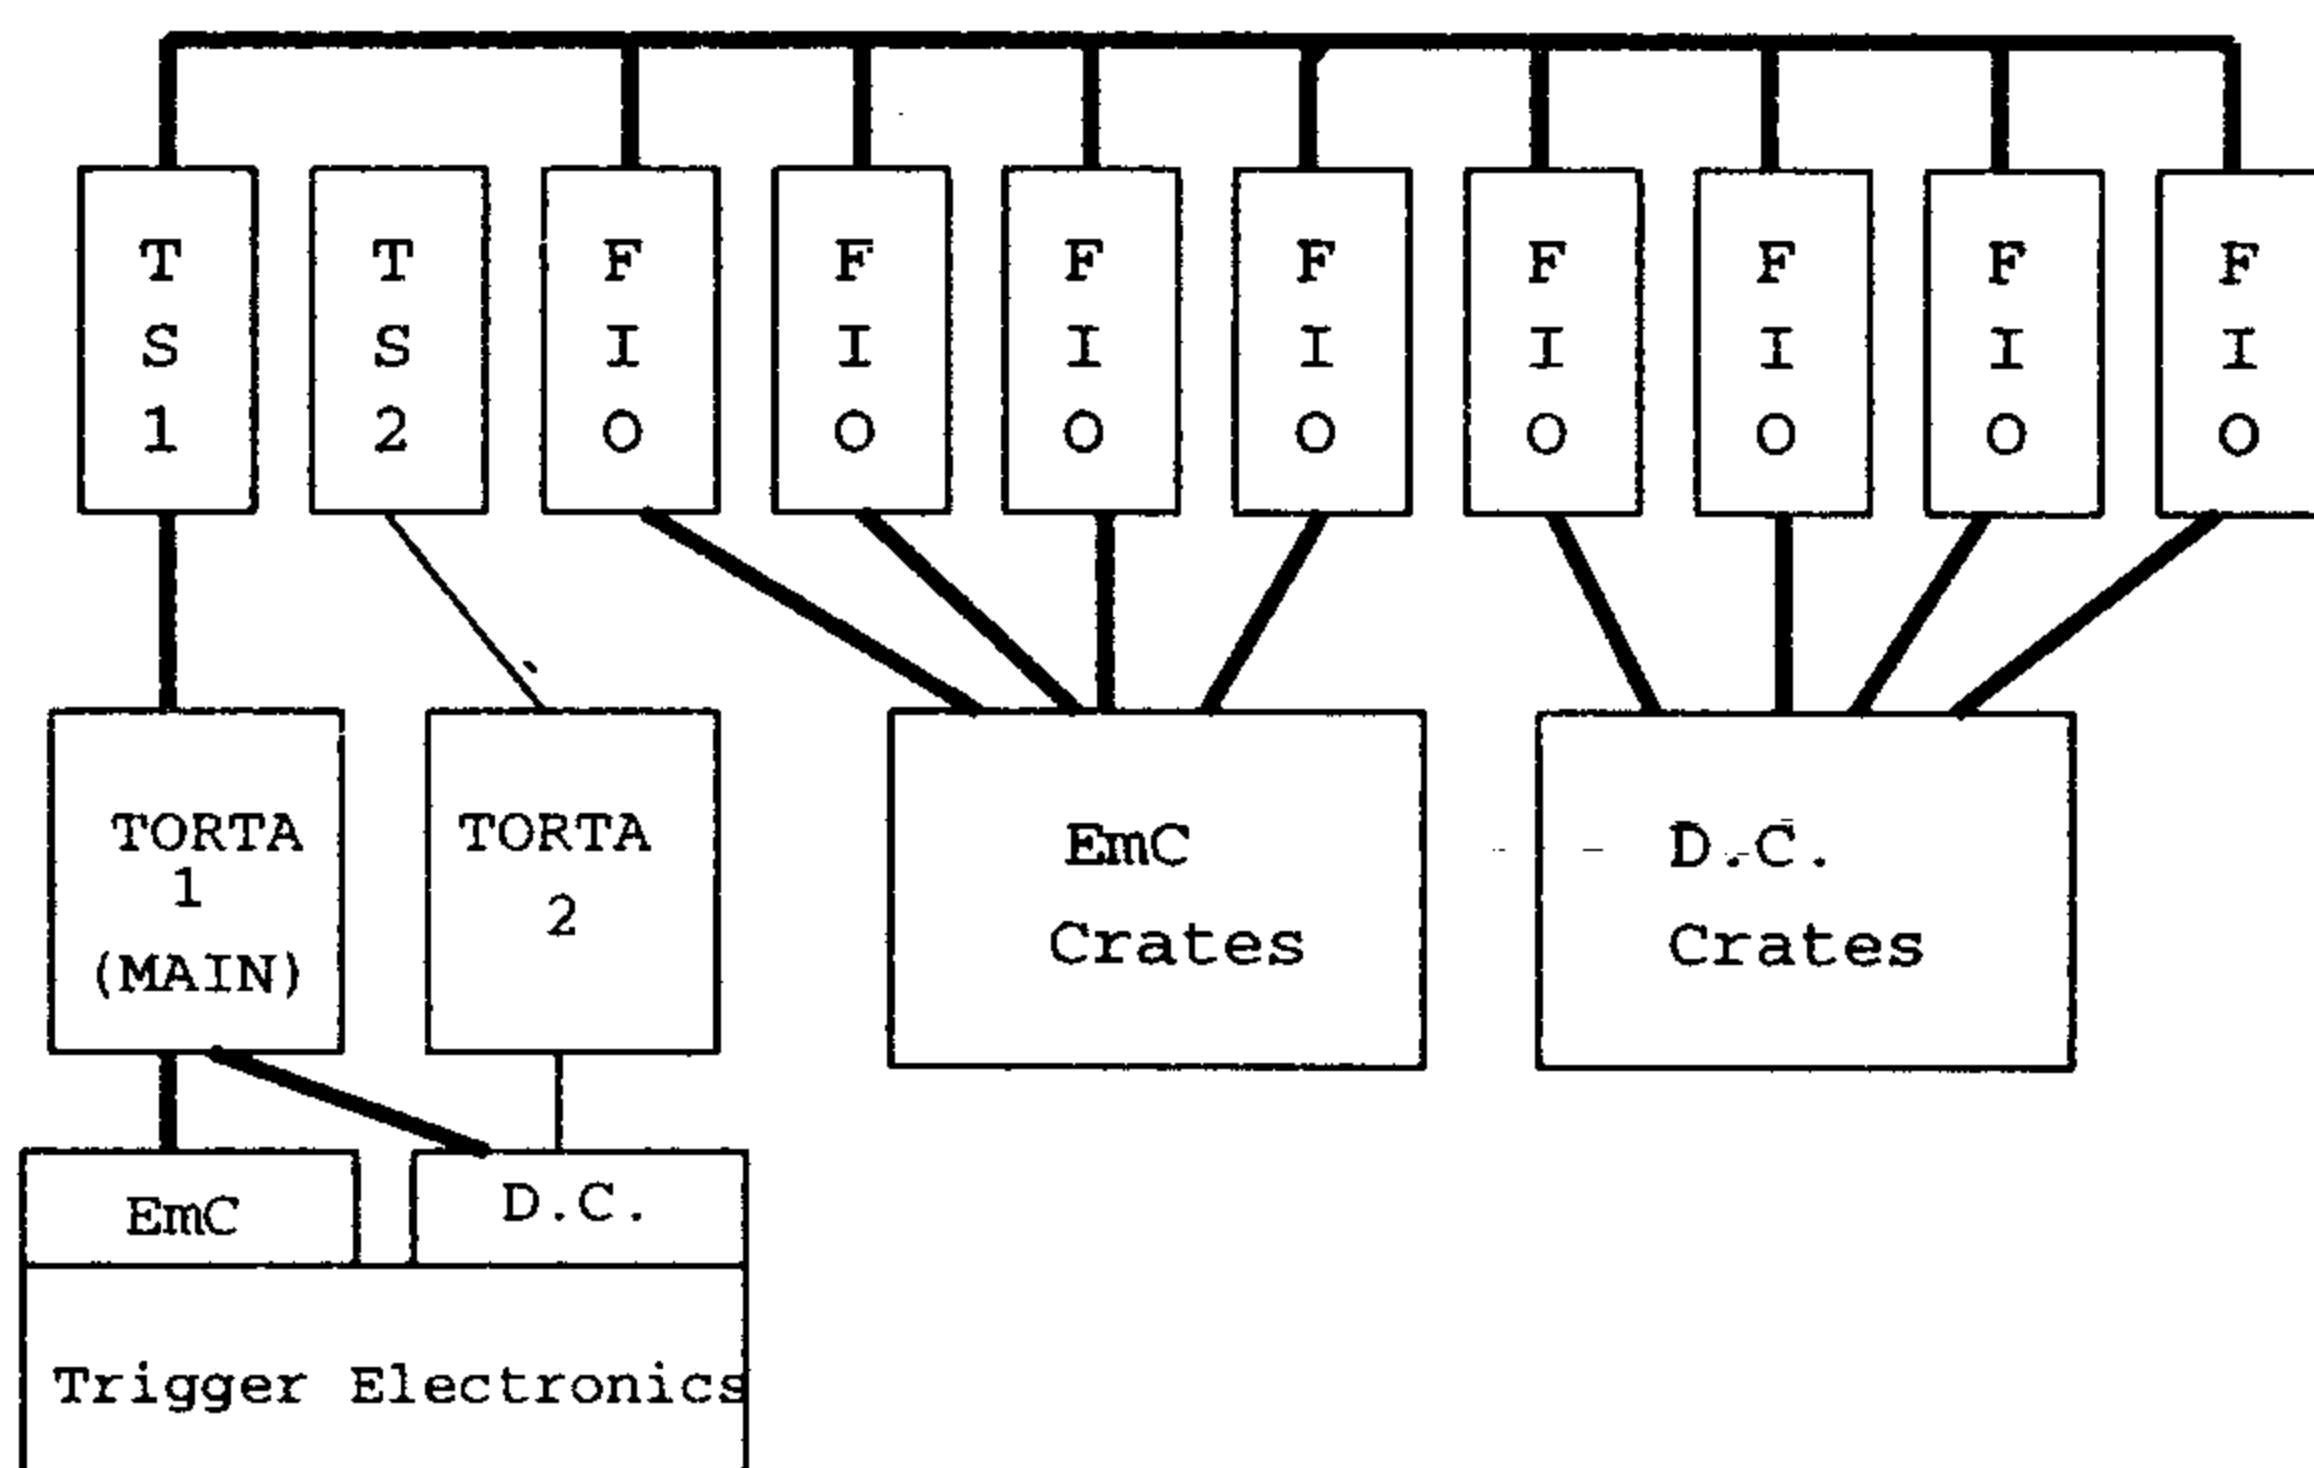 T T F F F F F F F F
S S I I I I I I I I
1 2 O O O O O O O O
TORTA
1
(MAIN)
TORTA
2
EmC
Crates
D.C.
Crates
EmC
D.C.
Trigger Electronics